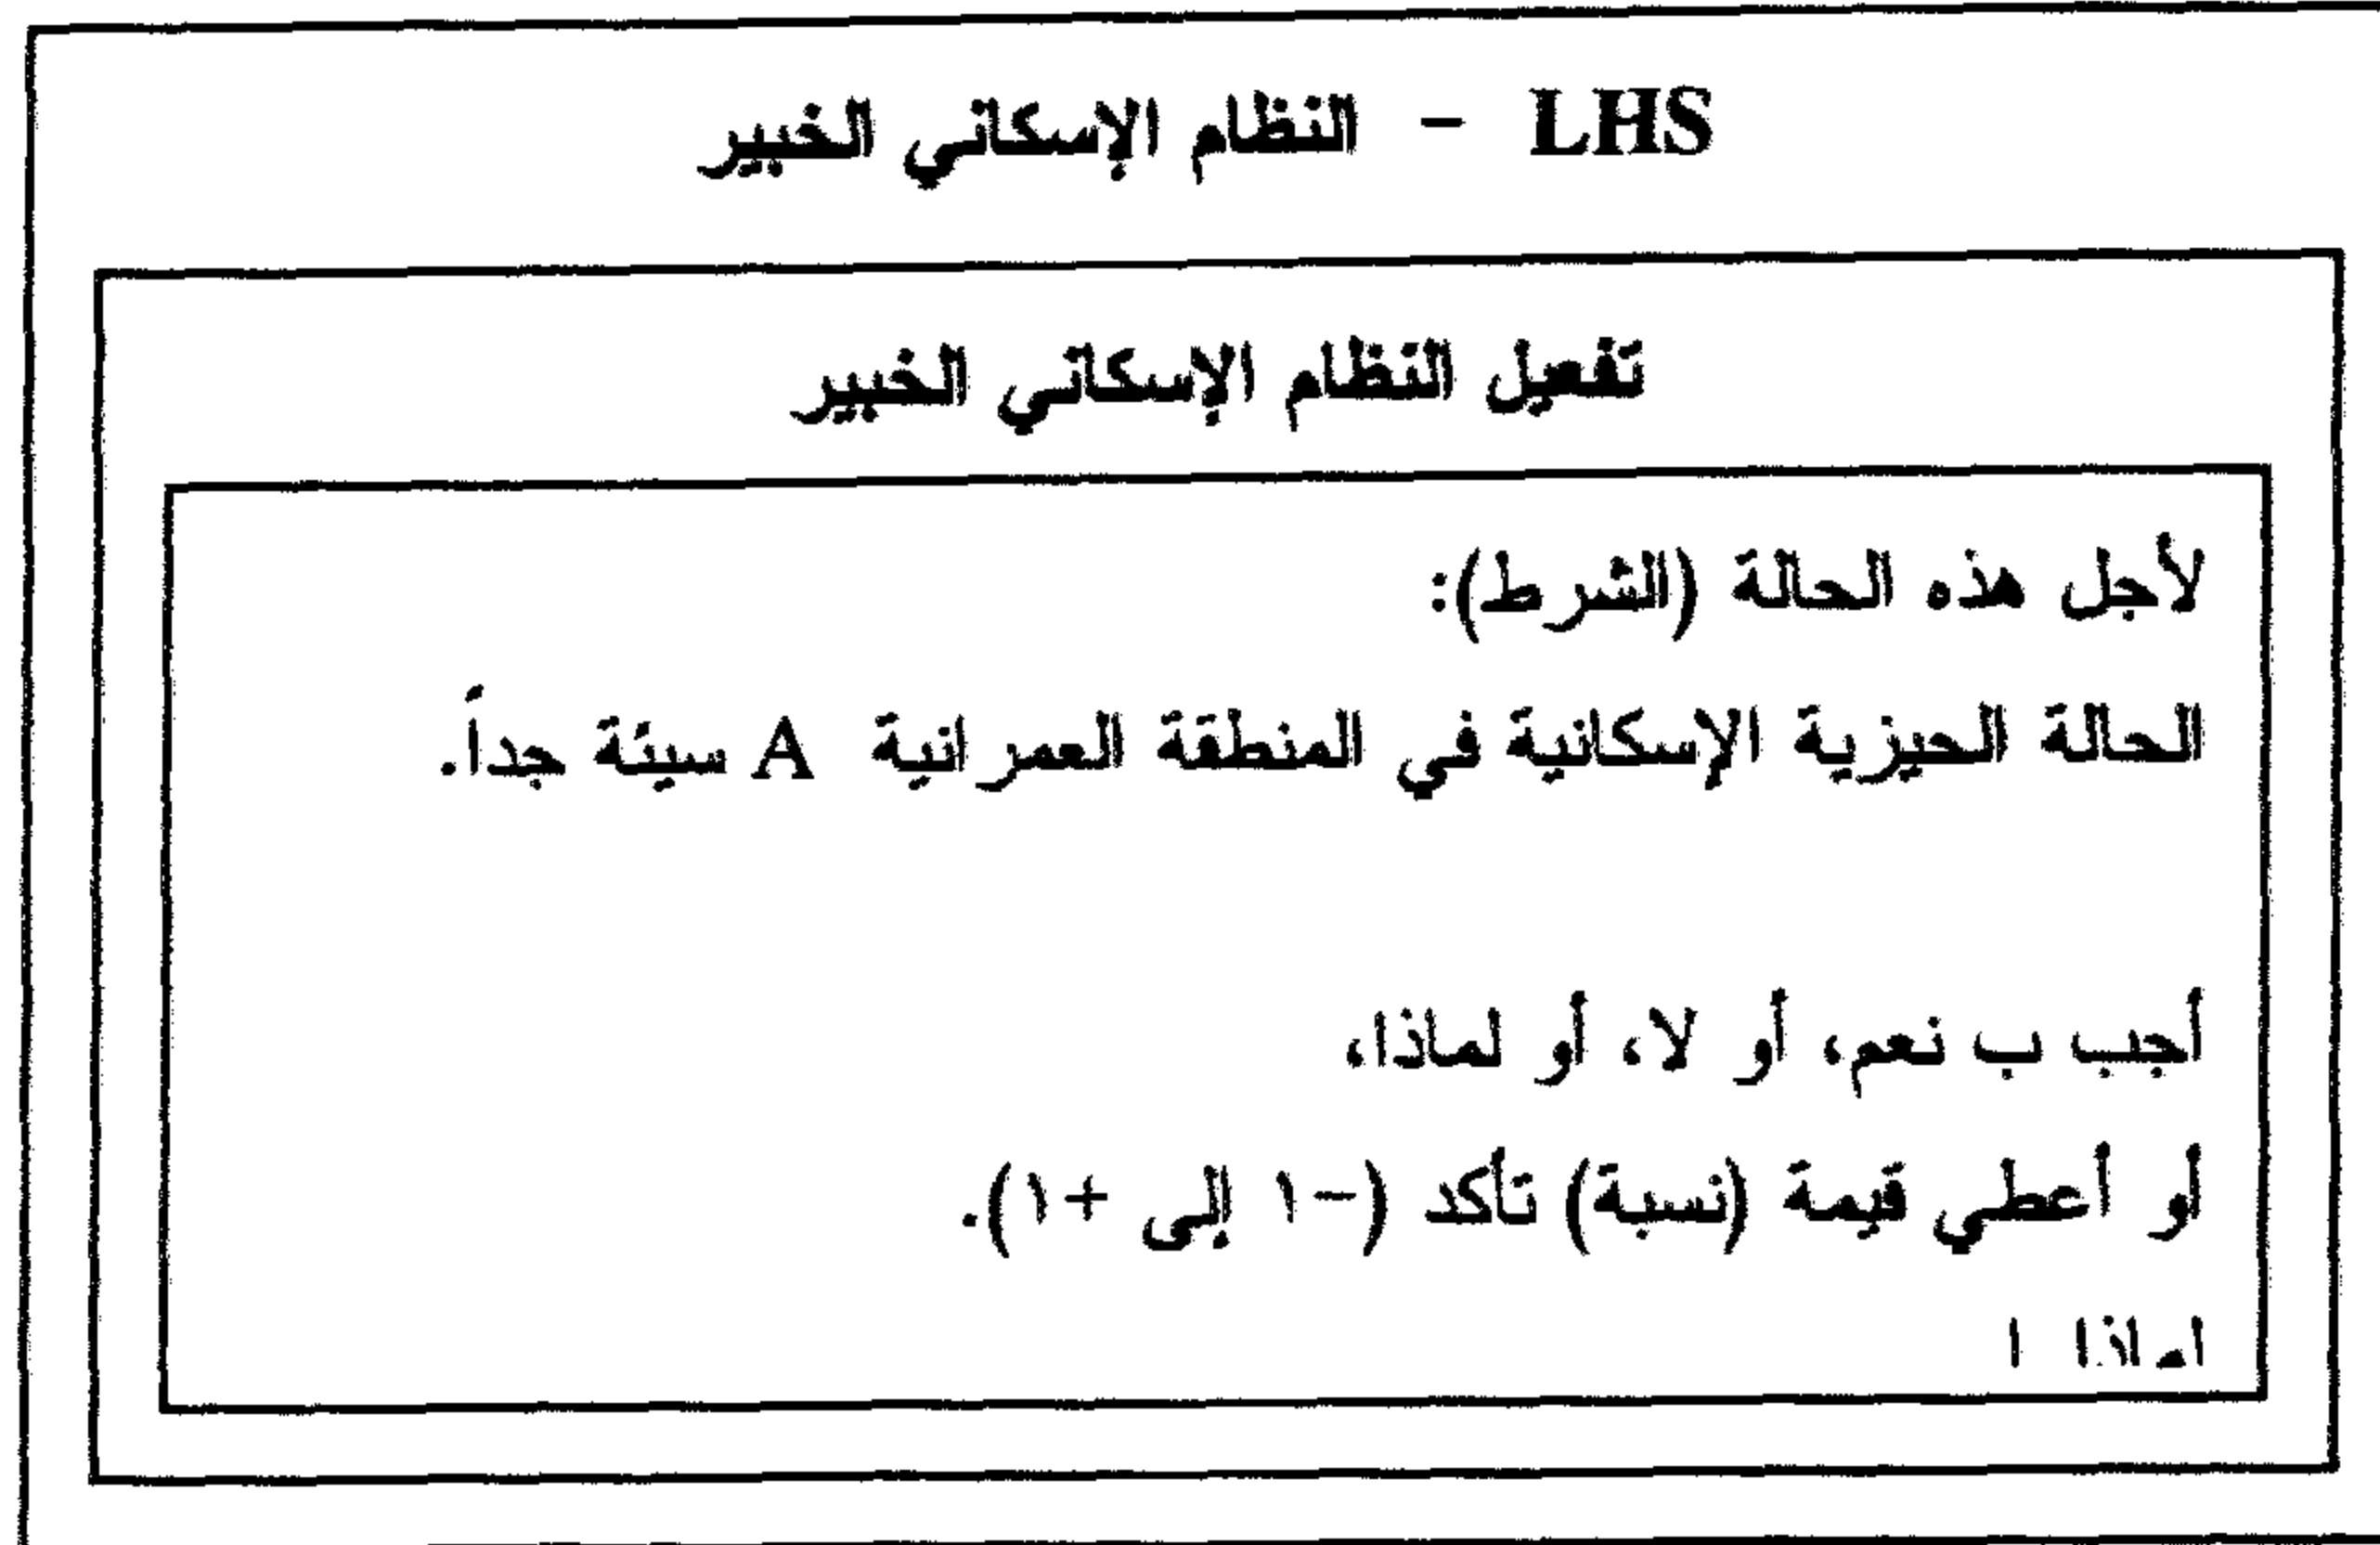 LHS - النظام الإسكاني الخبير
تفعيل النظام الإسكاني الخبير
لأجل هذه الحالة (الشرط):
الحالة الحيزية الإسكانية في المنطقة العمرانية A سيئة جداً.
أجب ب نعم، أو لا، أو لماذا،
أو أعطي قيمة (نسبة) تأكد (-١ إلى +١).